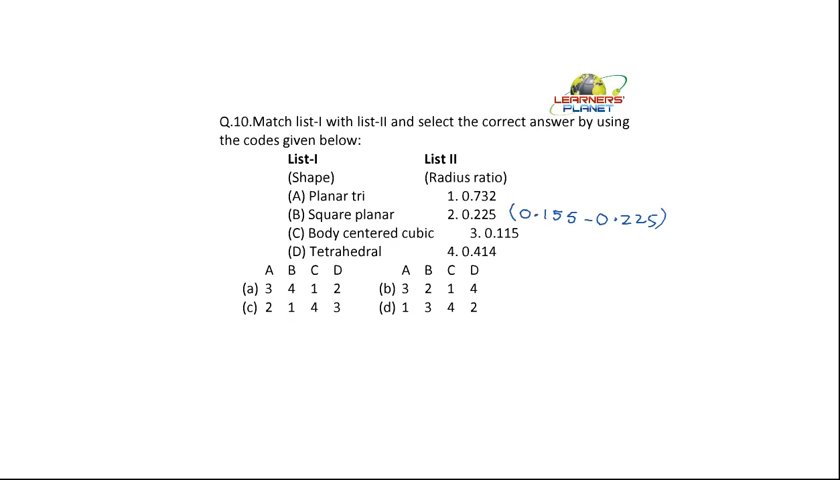 LEARNERS'
PLANET
Q.10.Match list-I with list-II and select the correct answer by using
the codes given below:
List-I List II
(Shape) (Radius ratio)
(A) Planar tri 1. 0.732
(B) Square planar 2. 0.225 (0.155-0.225)
(C) Body centered cubic 3. 0.115
(D) Tetrahedral 4. 0.414
A B C D A B C D
(a) 3 4 1 2 (b) 3 2 1 4
(c) 2 1 4 3 (d) 1 3 4 2